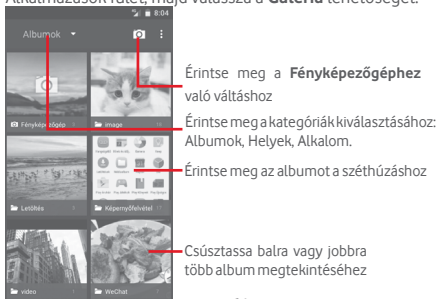 Alkalmazások fület, majd válassza a Galéria lehetőséget.
8:04
Albumok
Érintse meg a Fényképezőgéphez
való váltáshoz
Érintse meg a kategóriák kiválasztásához:
Albumok, Helyek, Alkalom.
Fényképezőgép
image
Érintse meg az albumot a széthúzáshoz
Letöltés
Képernyőfelvétel
Csúsztassa balra vagy jobbra
több album megtekintéséhez
video
WeChat